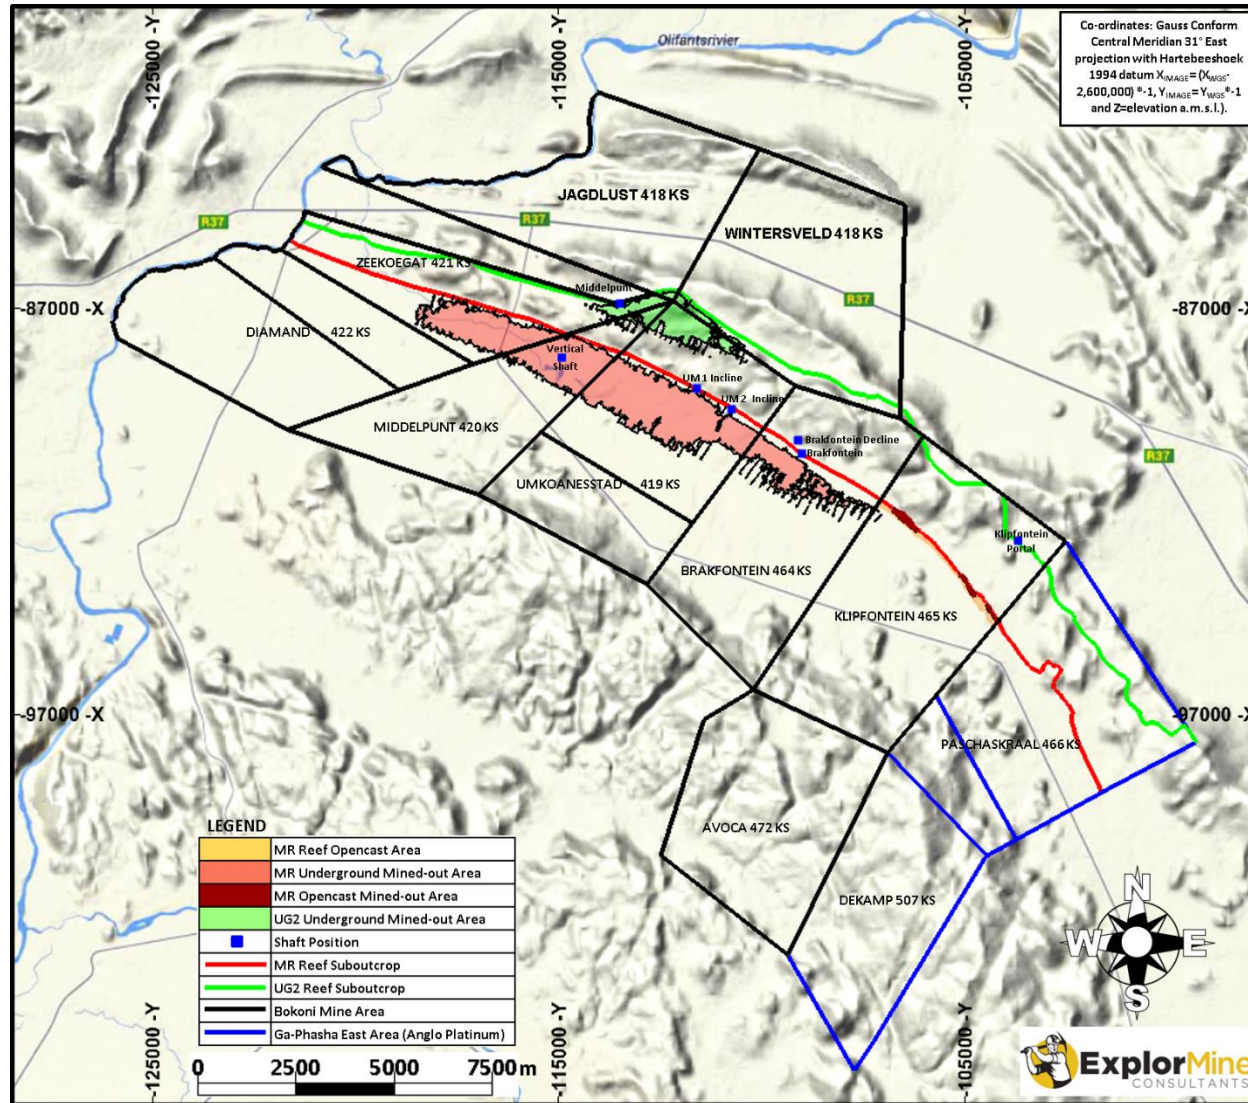 -125000 -Y
-115000 -Y
-105000 -Y
Co-ordinates: Gauss Conform
Central Meridian 31° East
projection with Hartebeeshoek
1994 datum XIMAGE= (XWGS-
2,600,000) *-1, YIMAGE= YWGS*-1
and Z=elevation a.m.s.l.).
Olifantsrivier
JAGDLUST 418 KS
R37
R37
WINTERSVELD 418 KS
ZEEKOEGAT 421 KS
Middelpunt
R37
-87000 -X
-87000 -X
DIAMAND 422 KS
Vertical
Shaft
UM1 Incline
UM 2 Incline
MIDDELPUNT 420 KS
Brakfontein Decline
Brakfontein
R37
UMKOANESSTAD 419 KS
Klipfontein
Portal
BRAKFONTEIN 464 KS
KLIPFONTEIN 465 KS
-97000 -X
-97000 -X
PASCHASKRAAL 466 KS
AVOCA 472 KS
DEKAMP 507 KS
LEGEND
MR Reef Opencast Area
MR Underground Mined-out Area
MR Opencast Mined-out Area
UG2 Underground Mined-out Area
Shaft Position
MR Reef Suboutcrop
UG2 Reef Suboutcrop
Bokoni Mine Area
Ga-Phasha East Area (Anglo Platinum)
N
W E
S
-125000 -Y
-115000 -Y
-105000 -Y
0 2500 5000 7500 m
ExplorMine
CONSULTANTS